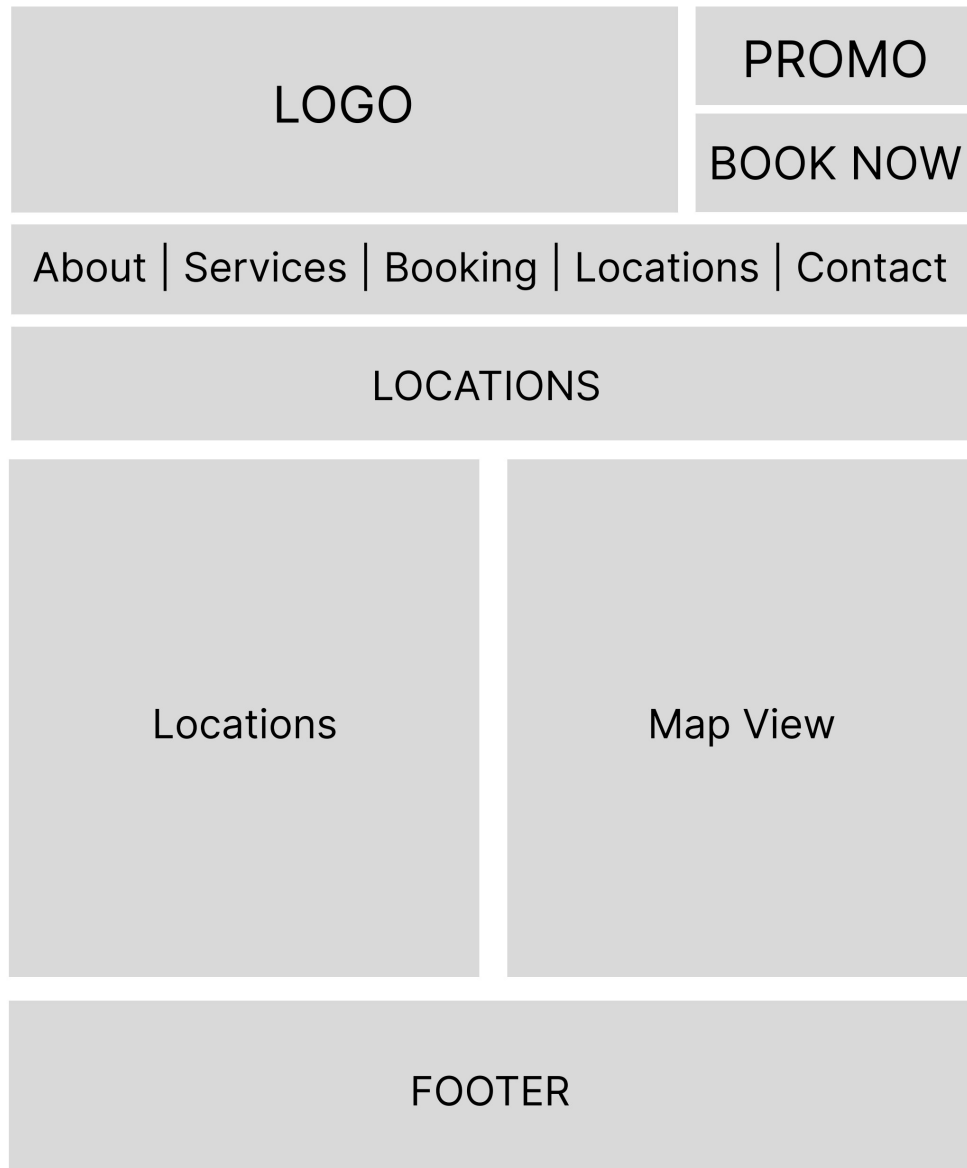 LOGO
PROMO
BOOK NOW
About | Services | Booking | Locations | Contact
LOCATIONS
Locations
Map View
FOOTER